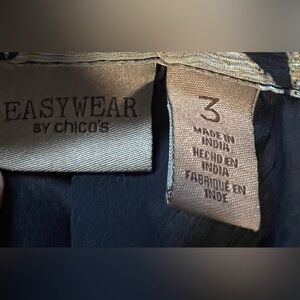 EASYWEAR
BY chico's
3
MADE IN
INDIA
HECHO EN
INDIA
FABRIQUÉ EN
INDE